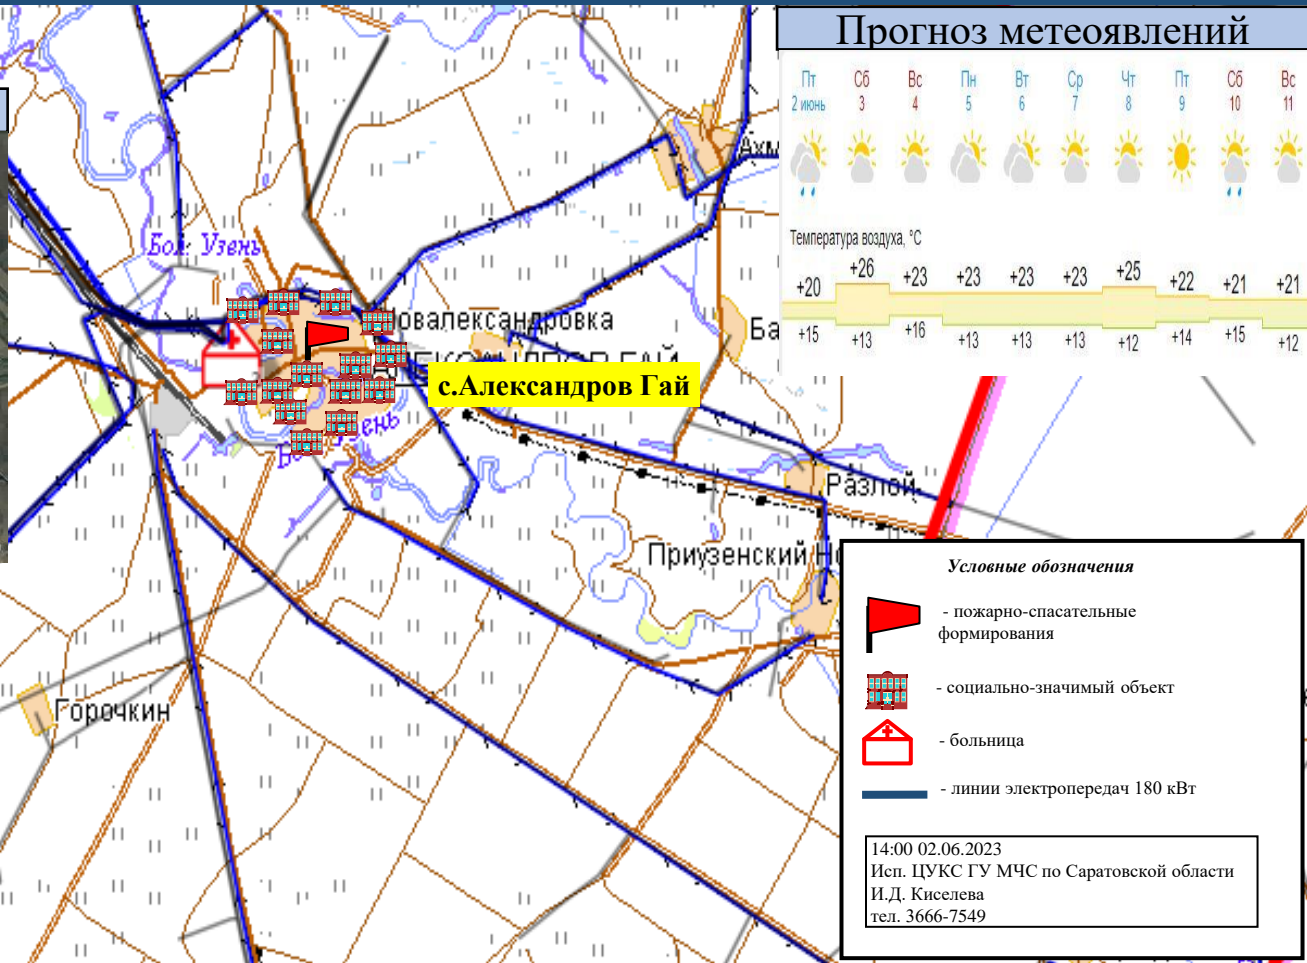 Прогноз метеоявлений
Пт Сб Вс Пн Вт Ср Чт Пт Сб Вс
2 июнь 3 4 5 6 7 8 9 10 11
Температура воздуха, °C
+20 +26 +23 +23 +23 +23 +25 +22 +21 +21
+15 +13 +16 +13 +13 +13 +12 +14 +15 +12
Бол. Узень
Новоалександровка
с.Александров Гай
Разлой
Приузенский
Горочкин
Условные обозначения
- пожарно-спасательные
формирования
- социально-значимый объект
- больница
- линии электропередач 180 кВт
14:00 02.06.2023
Исп. ЦУКС ГУ МЧС по Саратовской области
И.Д. Киселева
тел. 3666-7549